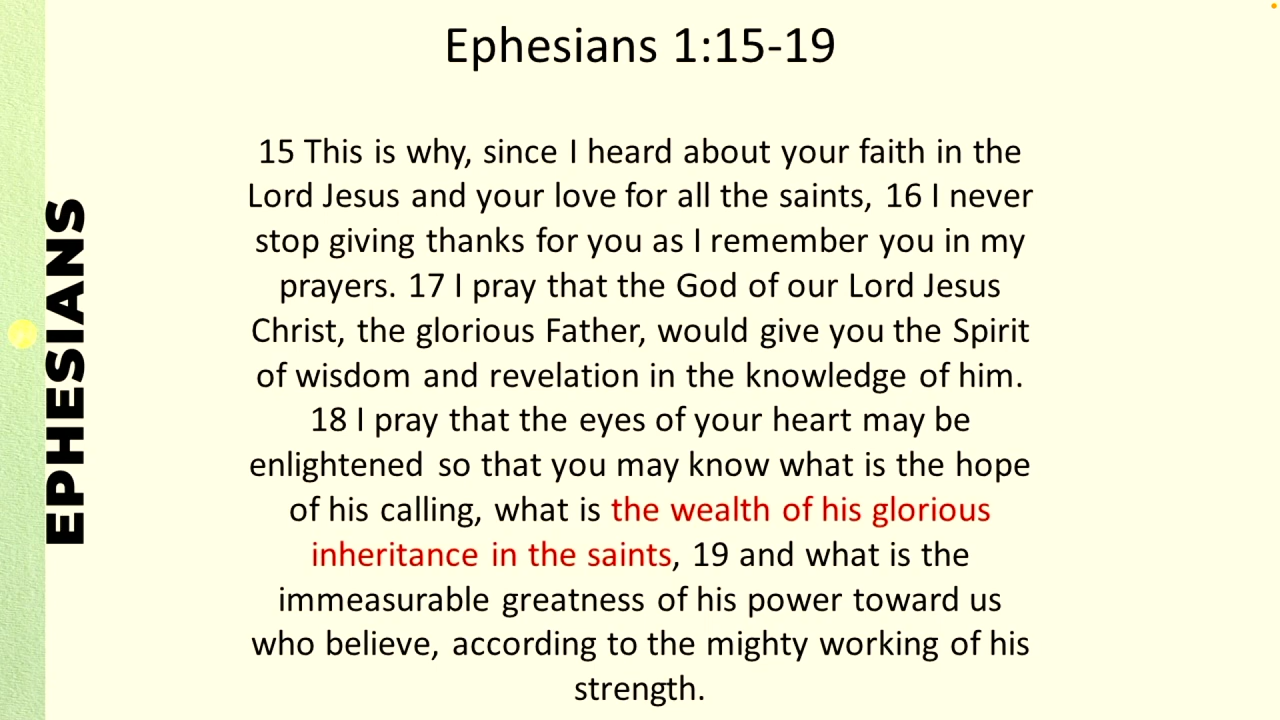 Ephesians 1:15-19
15 This is why, since I heard about your faith in the
Lord Jesus and your love for all the saints, 16 I never
stop giving thanks for you as I remember you in my
prayers. 17 I pray that the God of our Lord Jesus
Christ, the glorious Father, would give you the Spirit
of wisdom and revelation in the knowledge of him.
18 I pray that the eyes of your heart may be
enlightened so that you may know what is the hope
of his calling, what is the wealth of his glorious
inheritance in the saints, 19 and what is the
immeasurable greatness of his power toward us
who believe, according to the mighty working of his
strength.
EPHESIANS